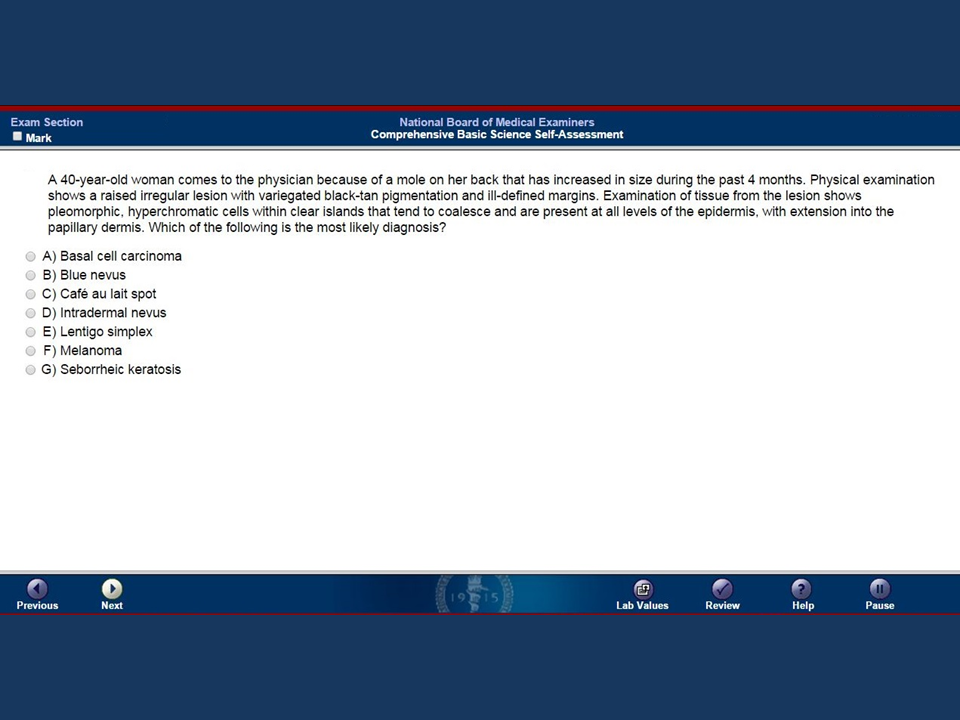 Exam Section
Mark
National Board of Medical Examiners
Comprehensive Basic Science Self-Assessment
A 40-year-old woman comes to the physician because of a mole on her back that has increased in size during the past 4 months. Physical examination
shows a raised irregular lesion with variegated black-tan pigmentation and ill-defined margins. Examination of tissue from the lesion shows
pleomorphic, hyperchromatic cells within clear islands that tend to coalesce and are present at all levels of the epidermis, with extension into the
papillary dermis. Which of the following is the most likely diagnosis?
A) Basal cell carcinoma
B) Blue nevus
C) Café au lait spot
D) Intradermal nevus
E) Lentigo simplex
F) Melanoma
G) Seborrheic keratosis
Previous
Next
1915
Lab Values
Review
Help
Pause